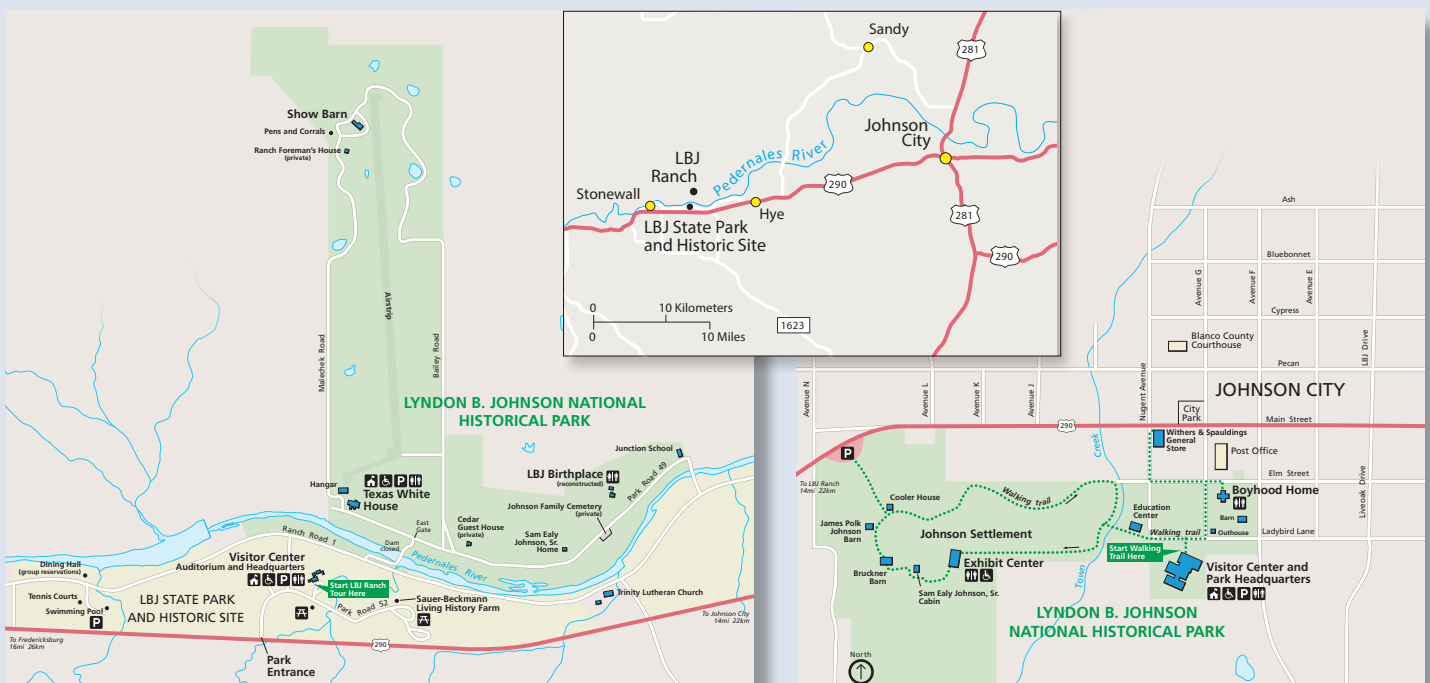 Show Barn
Pens and Corrals
Ranch Foreman's House
(private)
Airstrip
Malechek Road
Bailey Road
LYNDON B. JOHNSON NATIONAL
HISTORICAL PARK
Junction School
LBJ Birthplace
(reconstructed)
Park Road 49
Johnson Family Cemetery
(private)
Hangar
Texas White
House
P
East
Gate
Dam
closed
Cedar
Guest House
(private)
Sam Ealy
Johnson, Sr.
Home
Ranch Road 1
Pedernales River
Visitor Center
Auditorium and Headquarters
P
Start LBJ Ranch
Tour Here
Dining Hall
(group reservations)
Tennis Courts
Swimming Pool
P
LBJ STATE PARK
AND HISTORIC SITE
Park Road 52
Sauer-Beckmann
Living History Farm
Trinity Lutheran Church
To Johnson City
14mi 22km
To Fredericksburg
16mi 26km
290
Park
Entrance
Sandy
281
Johnson
City
LBJ
Ranch
Pedernales River
290
Stonewall
Hye
281
LBJ State Park
and Historic Site
290
0
10 Kilometers
0
10 Miles
1623
Ash
Bluebonnet
Avenue G
Avenue F
Avenue E
Cypress
Blanco County
Courthouse
Pecan
LBJ Drive
Avenue N
Avenue L
Avenue K
Avenue J
Nugent Avenue
JOHNSON CITY
City
Park
Main Street
290
Withers & Spauldings
General
Store
Post Office
Creek
P
To LBJ Ranch
14mi 22km
Elm Street
Boyhood Home
Liveoak Drive
Cooler House
Walking trail
Education
Center
Barn
James Polk
Johnson
Barn
Johnson Settlement
Walking trail
Outhouse
Ladybird Lane
Start Walking
Trail Here
Bruckner
Barn
Exhibit Center
Visitor Center and
Park Headquarters
P
Sam Ealy Johnson, Sr.
Cabin
Town
LYNDON B. JOHNSON
NATIONAL HISTORICAL PARK
North